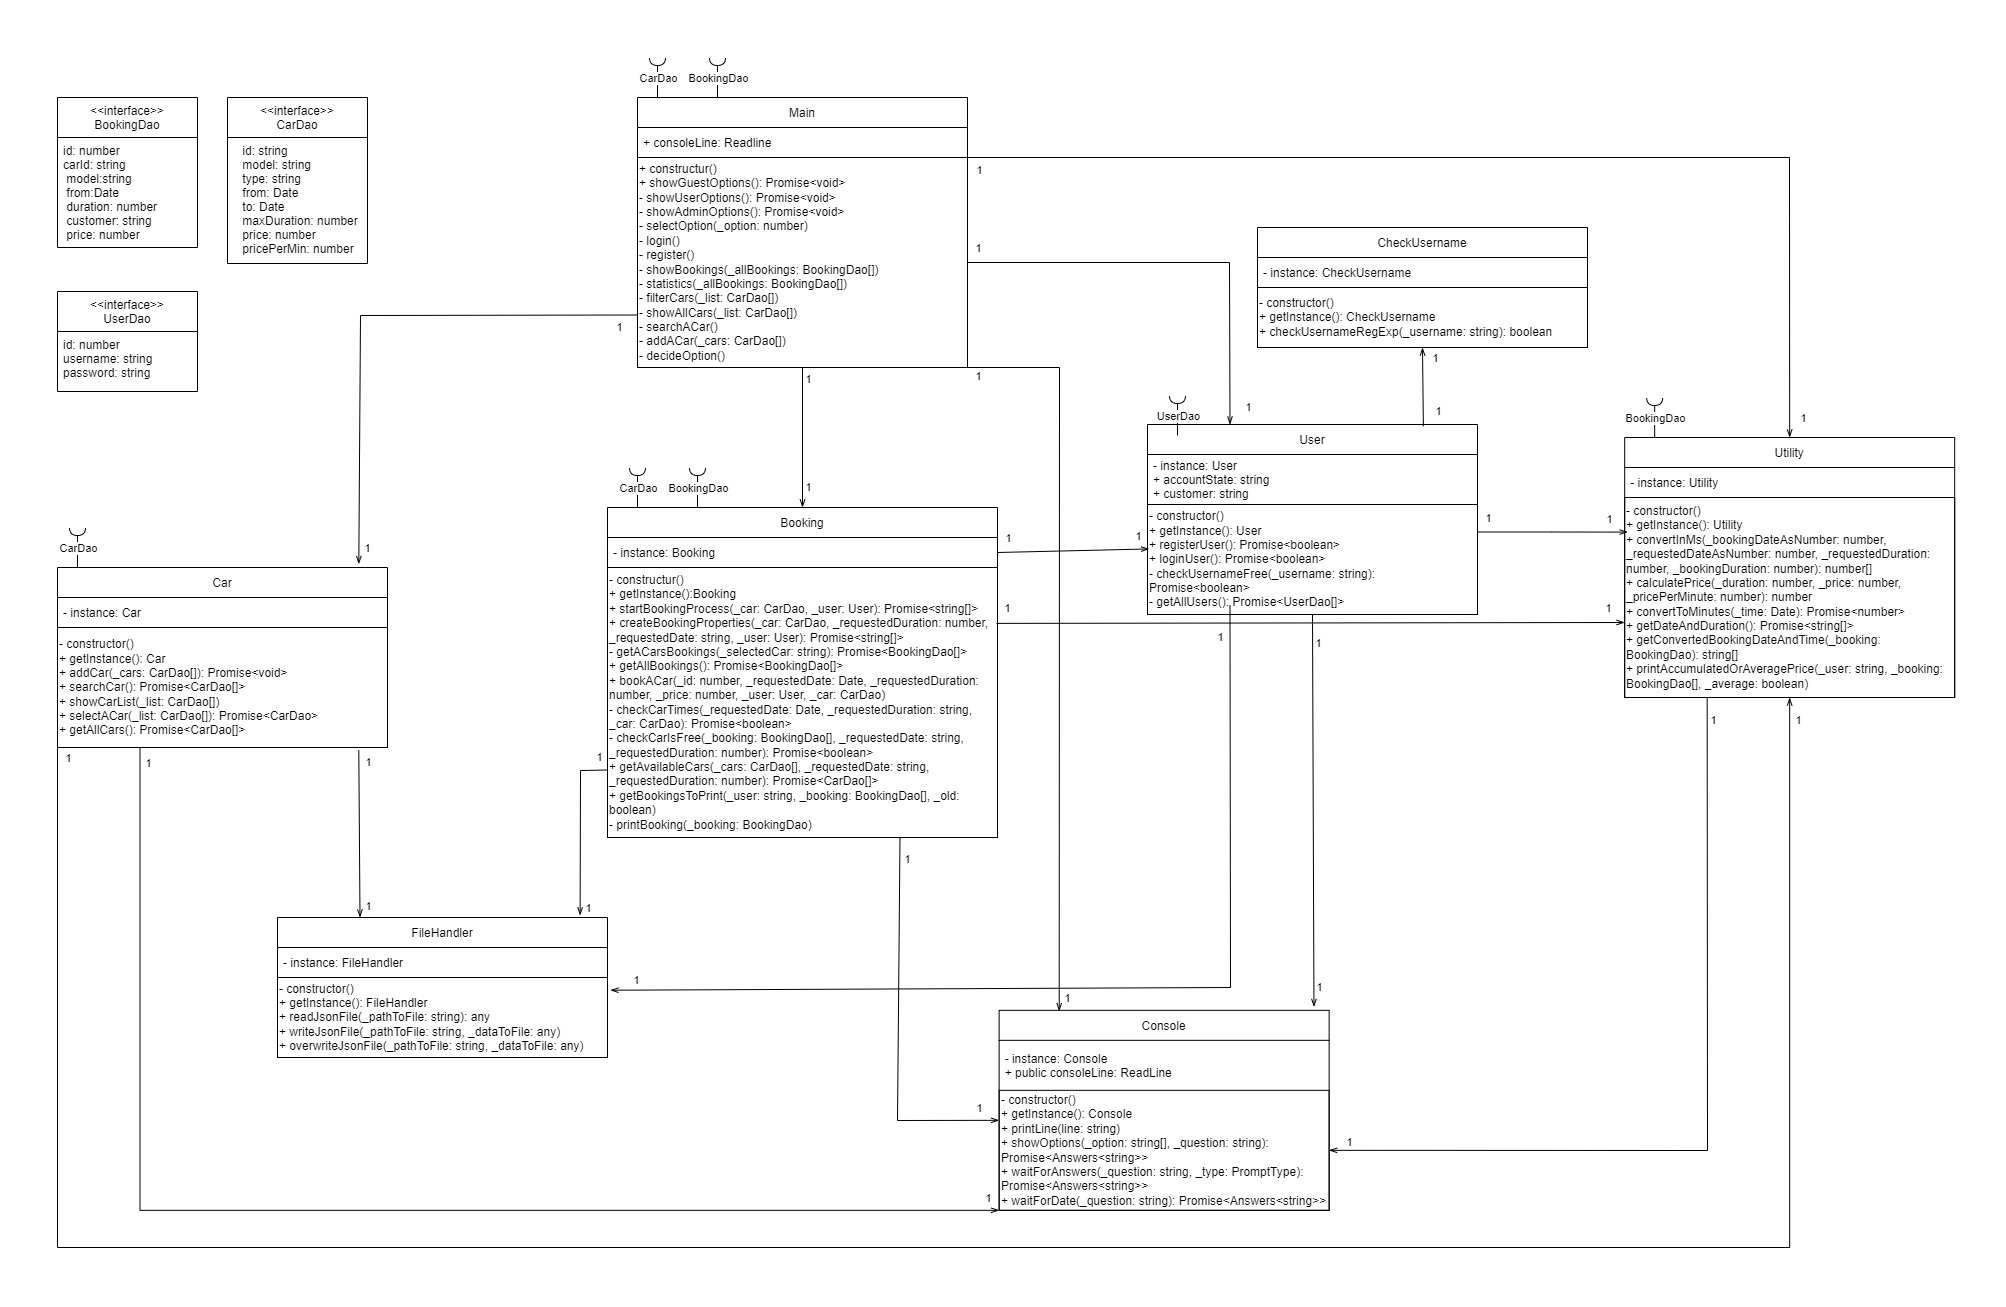 CarDao
BookingDao
<<interface>>
BookingDao
id: number
carId: string
model:string
from:Date
duration: number
customer: string
price: number
<<interface>>
CarDao
id: string
model: string
type: string
from: Date
to: Date
maxDuration: number
price: number
pricePerMin: number
<<interface>>
UserDao
id: number
username: string
password: string
Main
+ consoleLine: Readline
+ constructur()
+ showGuestOptions(): Promise<void>
- showUserOptions(): Promise<void>
- showAdminOptions(): Promise<void>
- selectOption(_option: number)
- login()
- register()
- showBookings(_allBookings: BookingDao[])
- statistics(_allBookings: BookingDao[])
- filterCars(_list: CarDao[])
- showAllCars(_list: CarDao[])
- searchACar()
- addACar(_cars: CarDao[])
- decideOption()
1
1
1
1
1
CheckUsername
- instance: CheckUsername
- constructor()
+ getInstance(): CheckUsername
+ checkUsernameRegExp(_username: string): boolean
1
1
UserDao
1
User
- instance: User
+ accountState: string
+ customer: string
- constructor()
+ getInstance(): User
+ registerUser(): Promise<boolean>
+ loginUser(): Promise<boolean>
- checkUsernameFree(_username: string):
Promise<boolean>
- getAllUsers(): Promise<UserDao[]>
1
1
1
1
BookingDao
1
Utility
- instance: Utility
- constructor()
+ getInstance(): Utility
+ convertInMs(_bookingDateAsNumber: number,
_requestedDateAsNumber: number, _requestedDuration:
number, _bookingDuration: number): number[]
+ calculatePrice(_duration: number, _price: number,
_pricePerMinute: number): number
+ convertToMinutes(_time: Date): Promise<number>
+ getDateAndDuration(): Promise<string[]>
+ getConvertedBookingDateAndTime(_booking:
BookingDao): string[]
+ printAccumulatedOrAveragePrice(_user: string, _booking:
BookingDao[], _average: boolean)
1
1
CarDao
BookingDao
1
Booking
- instance: Booking
- constructur()
+ getInstance():Booking
+ startBookingProcess(_car: CarDao, _user: User): Promise<string[]>
+ createBookingProperties(_car: CarDao, _requestedDuration: number,
_requestedDate: string, _user: User): Promise<string[]>
- getACarsBookings(_selectedCar: string): Promise<BookingDao[]>
+ getAllBookings(): Promise<BookingDao[]>
+ bookACar(_id: number, _requestedDate: Date, _requestedDuration:
number, _price: number, _user: User, _car: CarDao)
- checkCarTimes(_requestedDate: Date, _requestedDuration: string,
_car: CarDao): Promise<boolean>
- checkCarIsFree(_booking: BookingDao[], _requestedDate: string,
_requestedDuration: number): Promise<boolean>
+ getAvailableCars(_cars: CarDao[], _requestedDate: string,
_requestedDuration: number): Promise<CarDao[]>
+ getBookingsToPrint(_user: string, _booking: BookingDao[], _old:
boolean)
- printBooking(_booking: BookingDao)
1
1
1
1
1
1
CarDao
1
Car
- instance: Car
- constructor()
+ getInstance(): Car
+ addCar(_cars: CarDao[]): Promise<void>
+ searchCar(): Promise<CarDao[]>
+ showCarList(_list: CarDao[])
+ selectACar(_list: CarDao[]): Promise<CarDao>
+ getAllCars(): Promise<CarDao[]>
1
1
1
1
1
FileHandler
- instance: FileHandler
- constructor()
+ getInstance(): FileHandler
+ readJsonFile(_pathToFile: string): any
+ writeJsonFile(_pathToFile: string, _dataToFile: any)
+ overwriteJsonFile(_pathToFile: string, _dataToFile: any)
1
1
1
Console
- instance: Console
+ public consoleLine: ReadLine
- constructor()
+ getInstance(): Console
+ printLine(line: string)
+ showOptions(_option: string[], _question: string):
Promise<Answers<string>>
+ waitForAnswers(_question: string, _type: PromptType):
Promise<Answers<string>>
+ waitForDate(_question: string): Promise<Answers<string>>
1
1
1